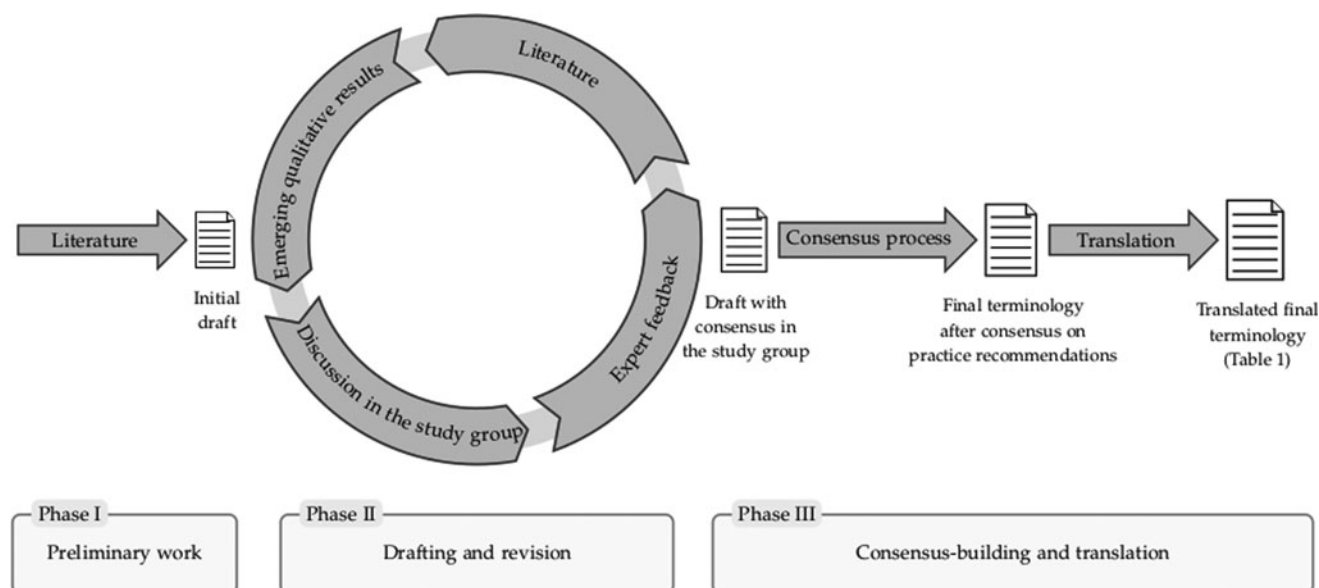 Literature
Initial
draft
Emerging qualitative results
Literature
Discussion in the study group
Expert feedback
Draft with
consensus in
the study group
Consensus process
Final terminology
after consensus on
practice recommendations
Translation
Translated final
terminology
(Table 1)
Phase I
Preliminary work
Phase II
Drafting and revision
Phase III
Consensus-building and translation